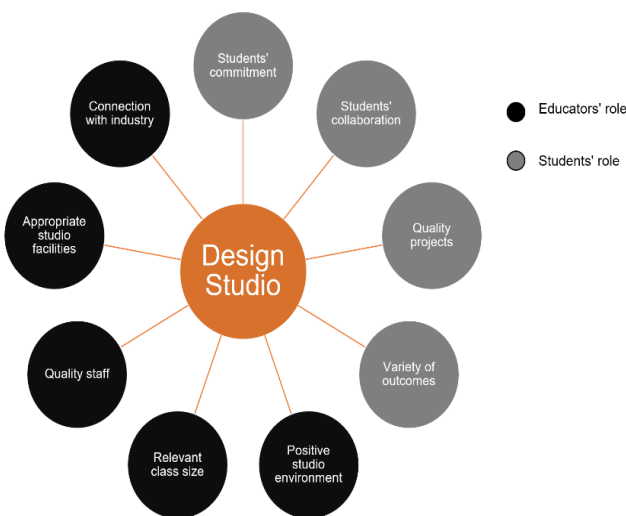 Students'
commitment
Students'
collaboration
Quality
projects
Variety of
outcomes
Positive
studio
environment
Relevant
class size
Quality staff
Appropriate
studio
facilities
Connection
with industry
Design
Studio
Educators' role
Students' role